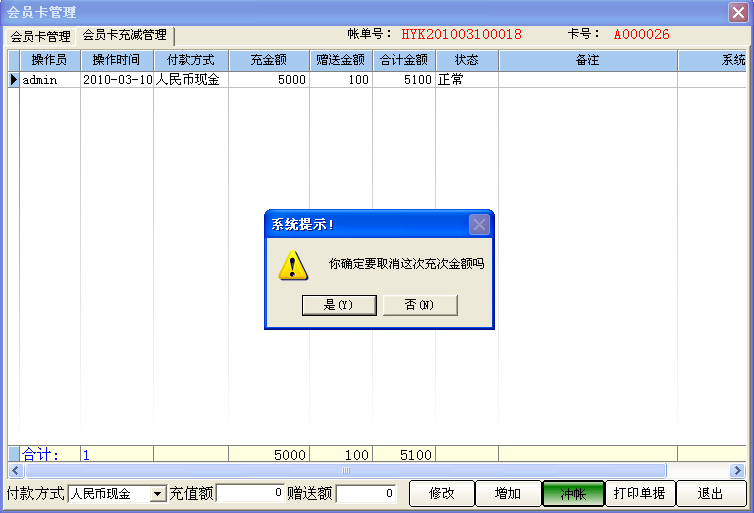 会员卡管理
会员卡管理 会员卡充减管理 帐单号： HYK201003100018 卡号： A000026
操作员 操作时间 付款方式 充金额 赠送金额 合计金额 状态 备注 系统
admin 2010-03-10 人民币现金 5000 100 5100 正常
系统提示!
你确定要取消这次充次金额吗
是(Y) 否(N)
合计: 1 5000 100 5100
付款方式 人民币现金 充值额 0 赠送额 0 修改 增加 冲帐 打印单据 退出